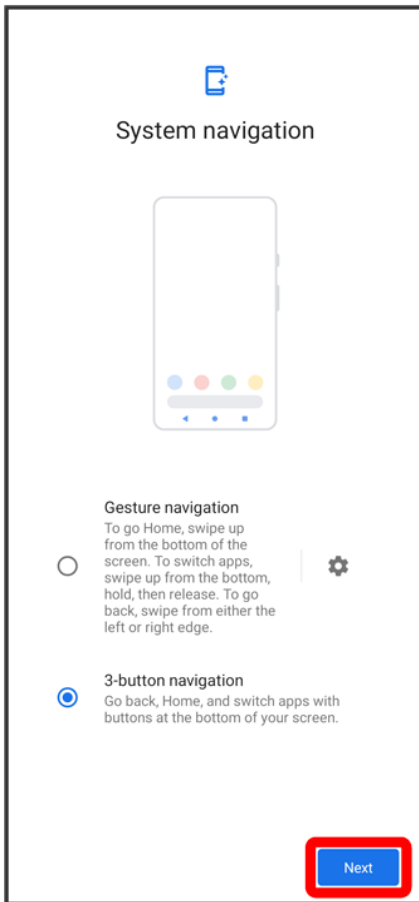 System navigation
Gesture navigation
To go Home, swipe up
from the bottom of the
screen. To switch apps,
swipe up from the bottom,
hold, then release. To go
back, swipe from either the
left or right edge.
3-button navigation
Go back, Home, and switch apps with
buttons at the bottom of your screen.
Next